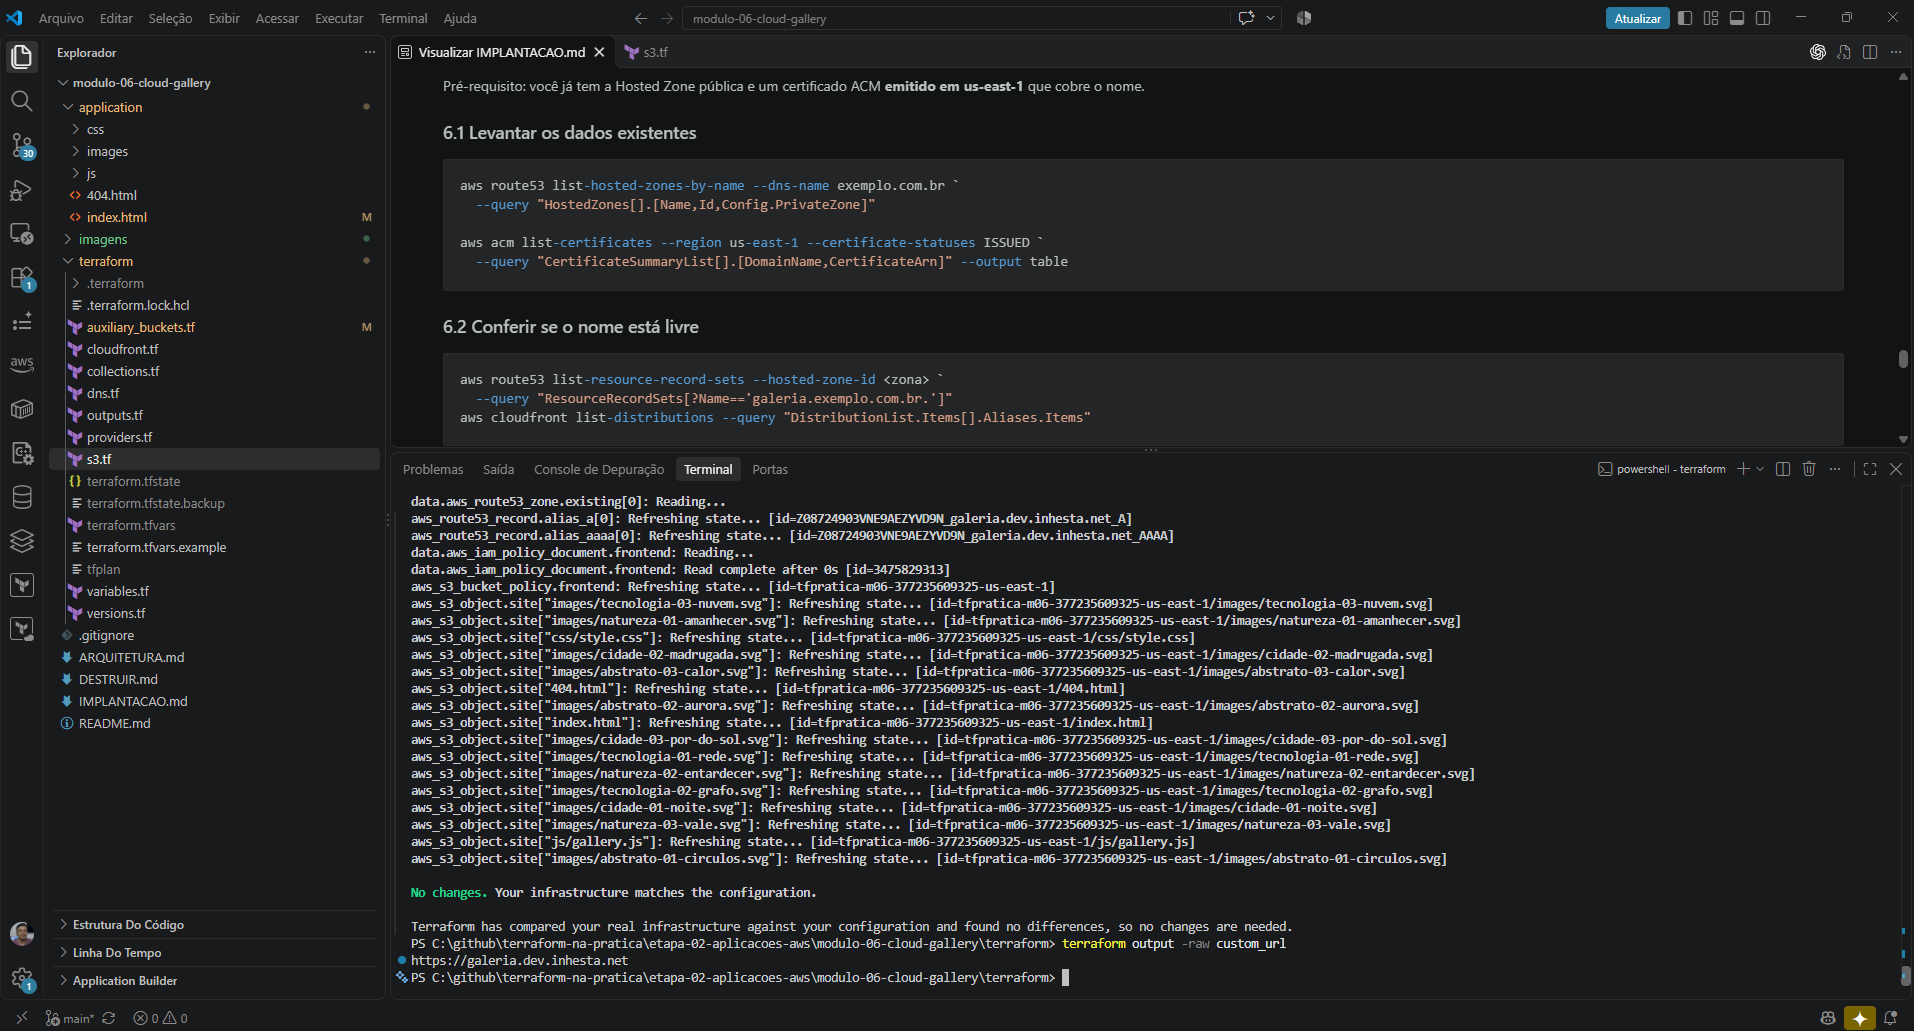 Arquivo Editar Seleção Exibir Acessar Executar Terminal Ajuda
modulo-06-cloud-gallery
Atualizar
Explorador
modulo-06-cloud-gallery
application
css
images
js
404.html
index.html M
imagens
terraform
.terraform
.terraform.lock.hcl
auxiliary_buckets.tf M
cloudfront.tf
collections.tf
dns.tf
outputs.tf
providers.tf
s3.tf
terraform.tfstate
terraform.tfstate.backup
terraform.tfvars
terraform.tfvars.example
tfplan
variables.tf
versions.tf
.gitignore
ARQUITETURA.md
DESTRUIR.md
IMPLANTACAO.md
README.md
Estrutura Do Código
Linha Do Tempo
Application Builder
30
1
aws
1
Visualizar IMPLANTACAO.md
s3.tf
Pré-requisito: você já tem a Hosted Zone pública e um certificado ACM emitido em us-east-1 que cobre o nome.
6.1 Levantar os dados existentes
aws route53 list-hosted-zones-by-name --dns-name exemplo.com.br `
--query "HostedZones[].[Name,Id,Config.PrivateZone]"
aws acm list-certificates --region us-east-1 --certificate-statuses ISSUED `
--query "CertificateSummaryList[].[DomainName,CertificateArn]" --output table
6.2 Conferir se o nome está livre
aws route53 list-resource-record-sets --hosted-zone-id <zona> `
--query "ResourceRecordSets[?Name=='galeria.exemplo.com.br.']"
aws cloudfront list-distributions --query "DistributionList.Items[].Aliases.Items"
Problemas Saída Console de Depuração Terminal Portas
powershell - terraform
data.aws_route53_zone.existing[0]: Reading...
aws_route53_record.alias_a[0]: Refreshing state... [id=Z08724903VNE9AEZYVD9N_galeria.dev.inhesta.net_A]
aws_route53_record.alias_aaaa[0]: Refreshing state... [id=Z08724903VNE9AEZYVD9N_galeria.dev.inhesta.net_AAAA]
data.aws_iam_policy_document.frontend: Reading...
data.aws_iam_policy_document.frontend: Read complete after 0s [id=3475829313]
aws_s3_bucket_policy.frontend: Refreshing state... [id=tfpratica-m06-377235609325-us-east-1]
aws_s3_object.site["images/tecnologia-03-nuvem.svg"]: Refreshing state... [id=tfpratica-m06-377235609325-us-east-1/images/tecnologia-03-nuvem.svg]
aws_s3_object.site["images/natureza-01-amanhecer.svg"]: Refreshing state... [id=tfpratica-m06-377235609325-us-east-1/images/natureza-01-amanhecer.svg]
aws_s3_object.site["css/style.css"]: Refreshing state... [id=tfpratica-m06-377235609325-us-east-1/css/style.css]
aws_s3_object.site["images/cidade-02-madrugada.svg"]: Refreshing state... [id=tfpratica-m06-377235609325-us-east-1/images/cidade-02-madrugada.svg]
aws_s3_object.site["images/abstrato-03-calor.svg"]: Refreshing state... [id=tfpratica-m06-377235609325-us-east-1/images/abstrato-03-calor.svg]
aws_s3_object.site["404.html"]: Refreshing state... [id=tfpratica-m06-377235609325-us-east-1/404.html]
aws_s3_object.site["images/abstrato-02-aurora.svg"]: Refreshing state... [id=tfpratica-m06-377235609325-us-east-1/images/abstrato-02-aurora.svg]
aws_s3_object.site["index.html"]: Refreshing state... [id=tfpratica-m06-377235609325-us-east-1/index.html]
aws_s3_object.site["images/cidade-03-por-do-sol.svg"]: Refreshing state... [id=tfpratica-m06-377235609325-us-east-1/images/cidade-03-por-do-sol.svg]
aws_s3_object.site["images/tecnologia-01-rede.svg"]: Refreshing state... [id=tfpratica-m06-377235609325-us-east-1/images/tecnologia-01-rede.svg]
aws_s3_object.site["images/natureza-02-entardecer.svg"]: Refreshing state... [id=tfpratica-m06-377235609325-us-east-1/images/natureza-02-entardecer.svg]
aws_s3_object.site["images/tecnologia-02-grafo.svg"]: Refreshing state... [id=tfpratica-m06-377235609325-us-east-1/images/tecnologia-02-grafo.svg]
aws_s3_object.site["images/cidade-01-noite.svg"]: Refreshing state... [id=tfpratica-m06-377235609325-us-east-1/images/cidade-01-noite.svg]
aws_s3_object.site["images/natureza-03-vale.svg"]: Refreshing state... [id=tfpratica-m06-377235609325-us-east-1/images/natureza-03-vale.svg]
aws_s3_object.site["js/gallery.js"]: Refreshing state... [id=tfpratica-m06-377235609325-us-east-1/js/gallery.js]
aws_s3_object.site["images/abstrato-01-circulos.svg"]: Refreshing state... [id=tfpratica-m06-377235609325-us-east-1/images/abstrato-01-circulos.svg]
No changes. Your infrastructure matches the configuration.
Terraform has compared your real infrastructure against your configuration and found no differences, so no changes are needed.
PS C:\github\terraform-na-pratica\etapa-02-aplicacoes-aws\modulo-06-cloud-gallery\terraform> terraform output -raw custom_url
https://galeria.dev.inhesta.net
PS C:\github\terraform-na-pratica\etapa-02-aplicacoes-aws\modulo-06-cloud-gallery\terraform>
main* 0 0